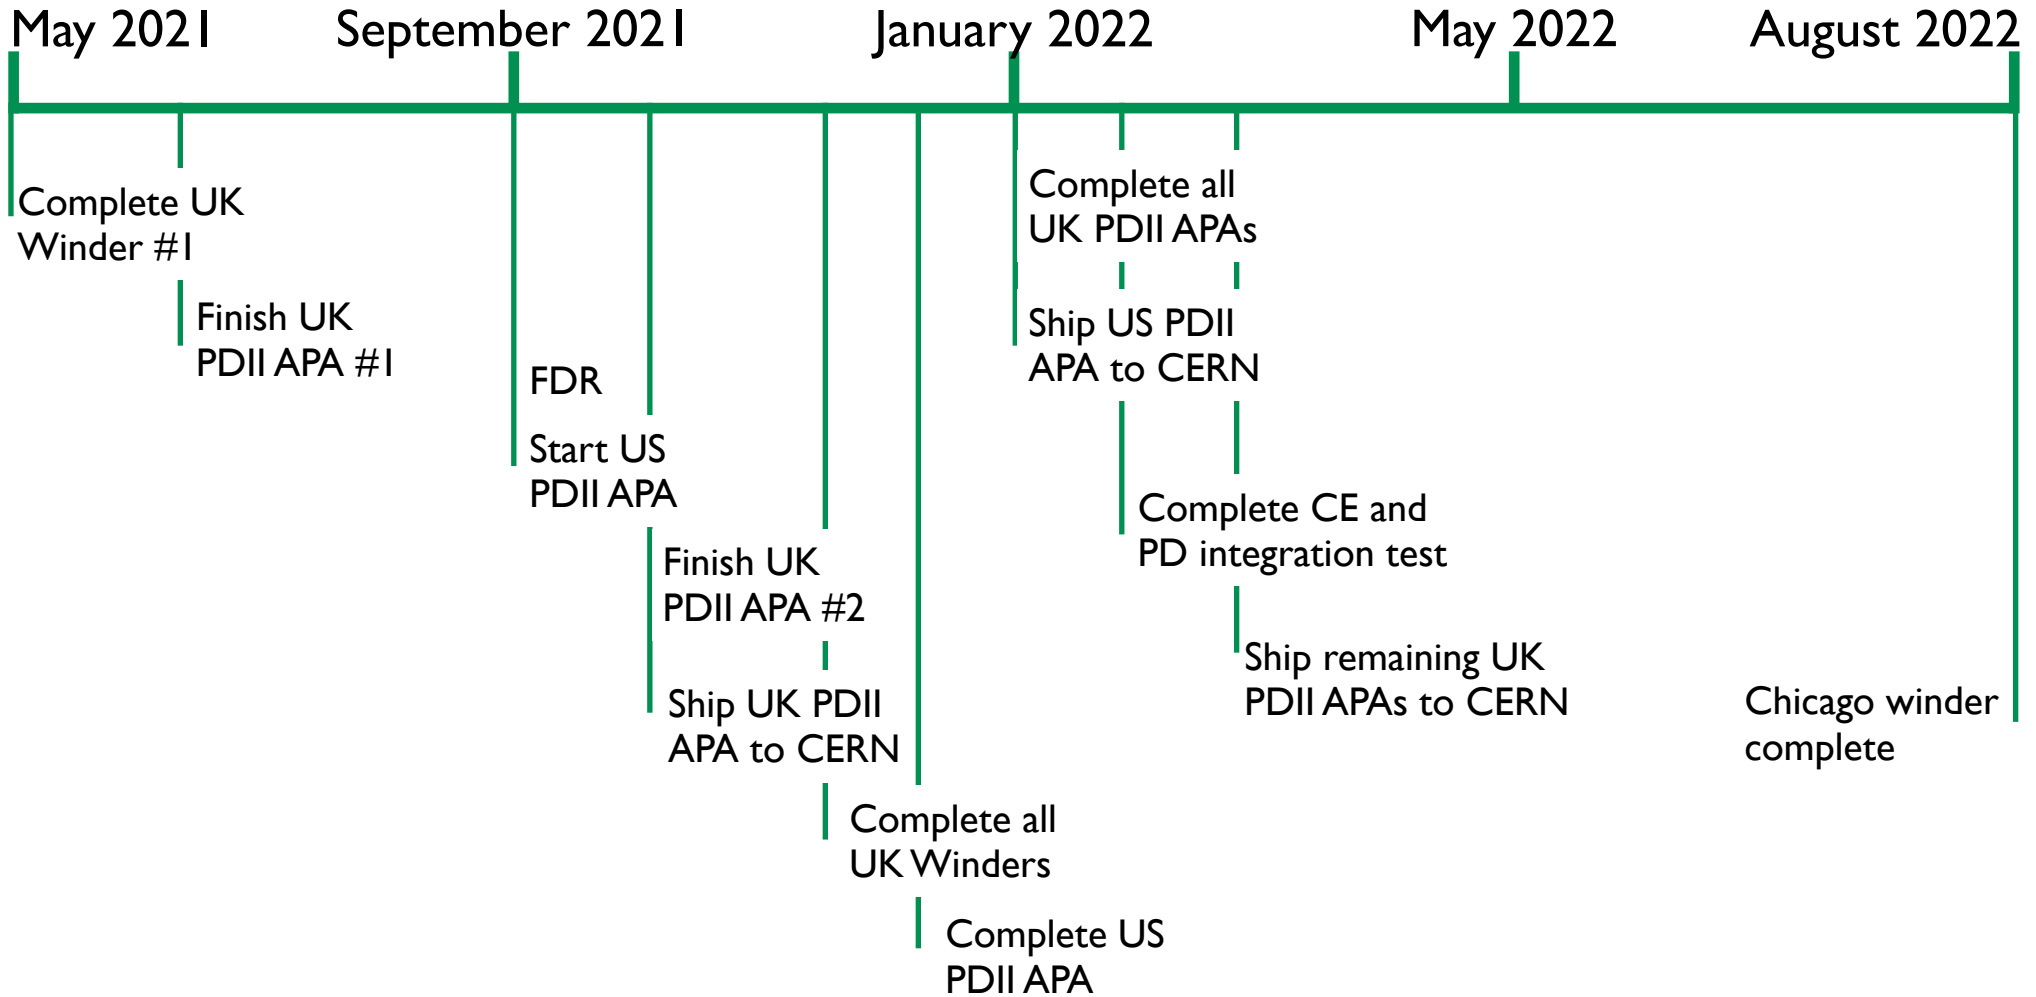 May 2021
September 2021
January 2022
May 2022
August 2022
Complete UK
Winder #1
Finish UK
PDII APA #1
FDR
Start US
PDII APA
Finish UK
PDII APA #2
Ship UK PDII
APA to CERN
Complete all
UK Winders
Complete US
PDII APA
Complete all
UK PDII APAs
Ship US PDII
APA to CERN
Complete CE and
PD integration test
Ship remaining UK
PDII APAs to CERN
Chicago winder
complete